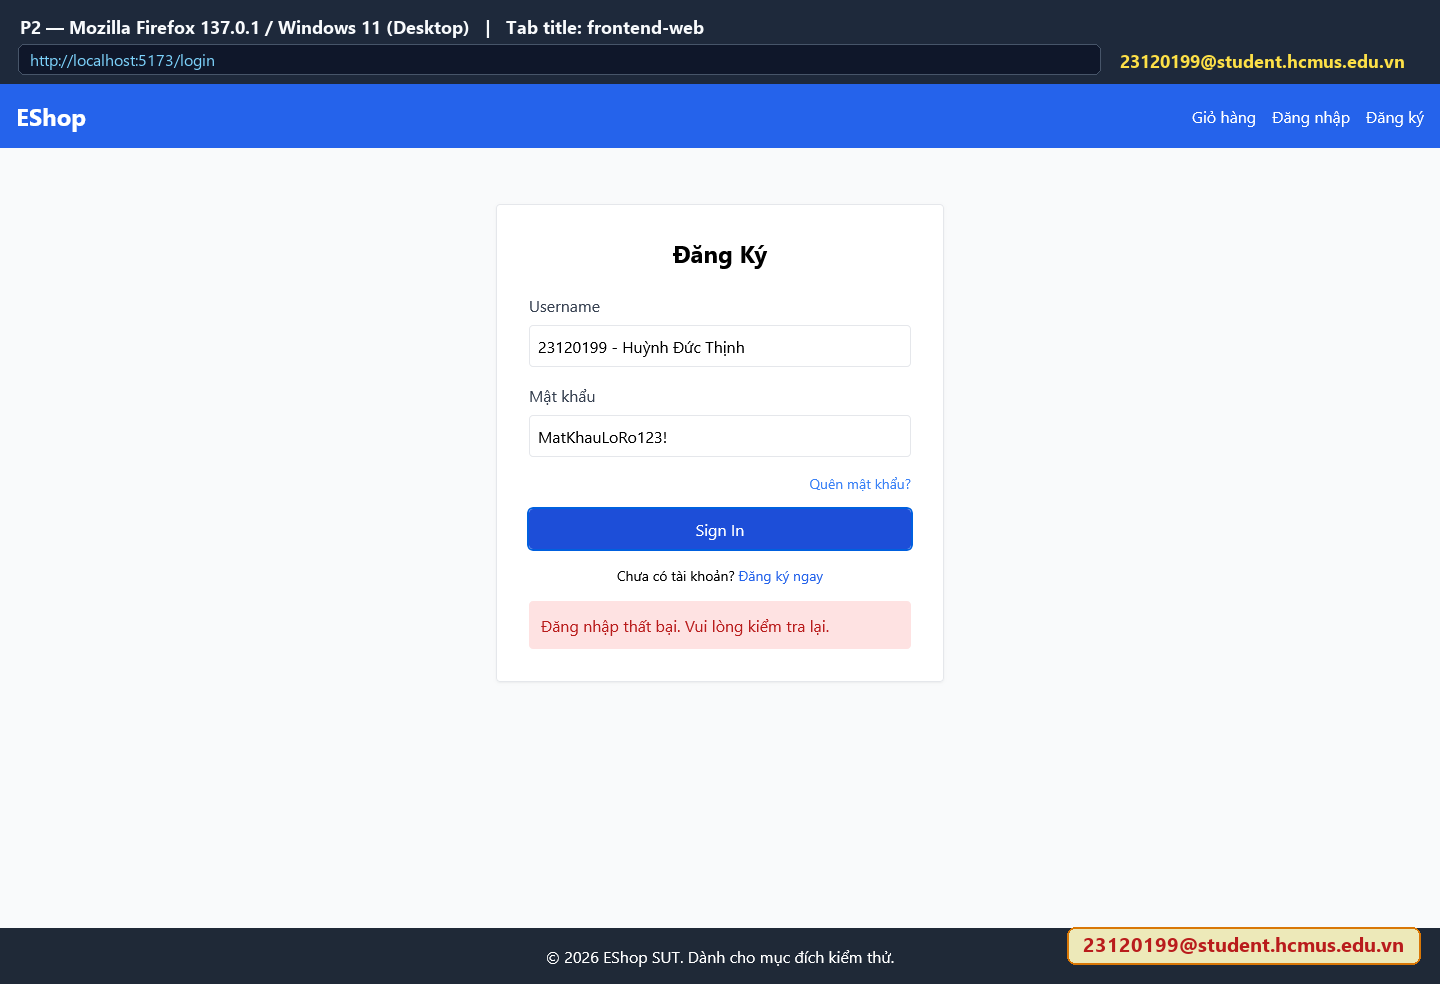 P2 — Mozilla Firefox 137.0.1 / Windows 11 (Desktop) | Tab title: frontend-web
http://localhost:5173/login
23120199@student.hcmus.edu.vn
EShop
Giỏ hàng Đăng nhập Đăng ký
Đăng Ký
Username
23120199 - Huỳnh Đức Thịnh
Mật khẩu
MatKhauLoRo123!
Quên mật khẩu?
Sign In
Chưa có tài khoản? Đăng ký ngay
Đăng nhập thất bại. Vui lòng kiểm tra lại.
© 2026 EShop SUT. Dành cho mục đích kiểm thử.
23120199@student.hcmus.edu.vn